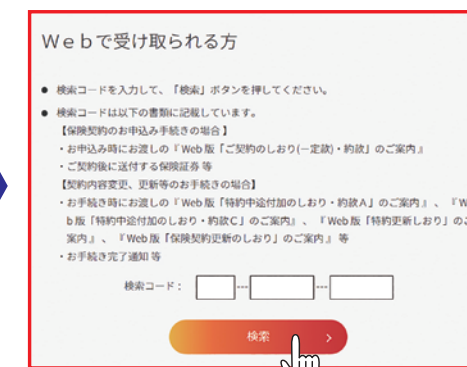 Webで受け取られる方
● 検索コードを入力して、「検索」ボタンを押してください。
● 検索コードは以下の書類に記載しています。
【保険契約のお申込み手続きの場合】
・お申込み時にお渡しの『Web版「ご契約のしおり(ー定款)・約款」のご案内』
・ご契約後に送付する保険証券 等
【契約内容変更、更新等のお手続きの場合】
・お手続き時にお渡しの『Web版「特約中途付加のしおり・約款A」のご案内』、『W
b版「特約中途付加のしおり・約款C」のご案内』、『Web版「特約更新しおり」のご
案内』、『Web版「保険契約更新のしおり」のご案内』等
・お手続き完了通知 等
検索コード: --- ---
検索